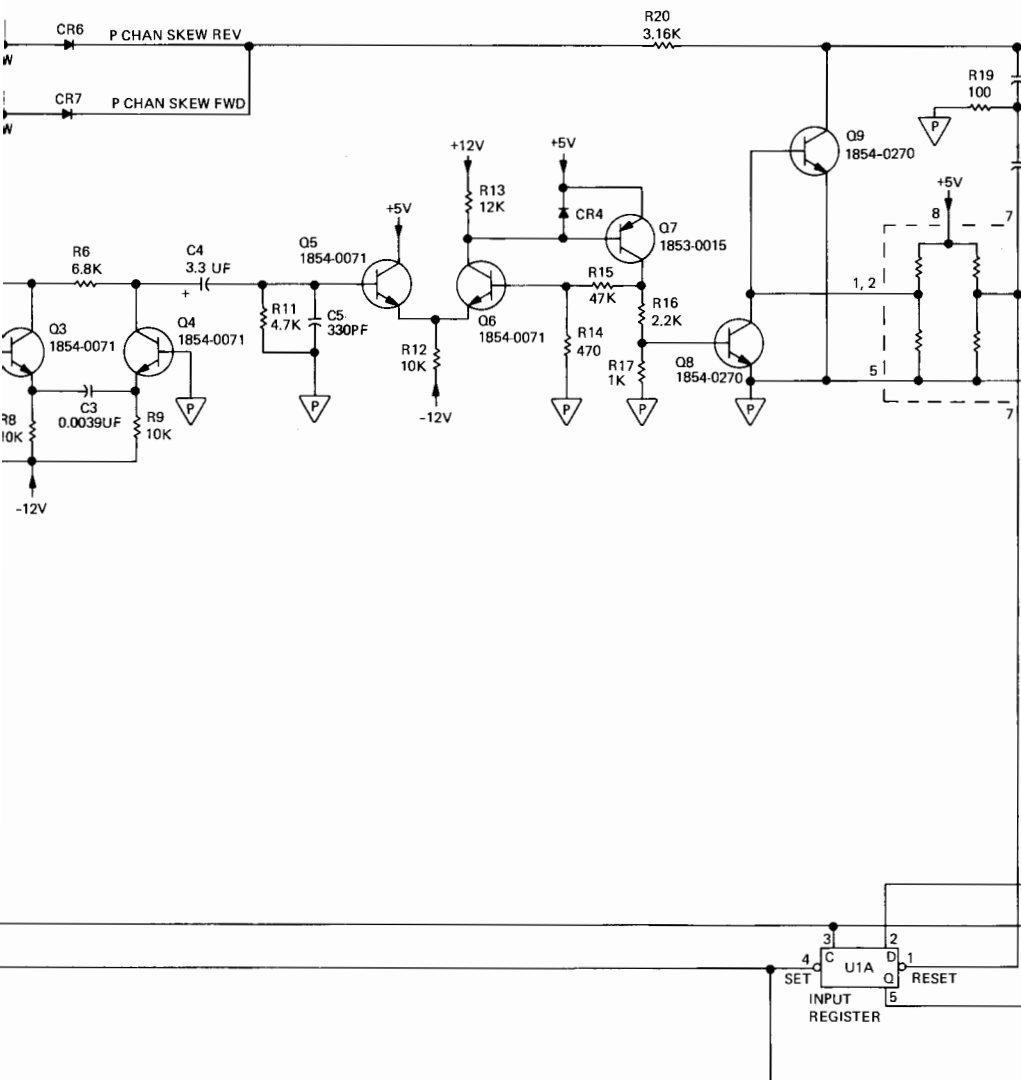 R20
3.16K
CR6
P CHAN SKEW REV
W
R19
100
CR7
P CHAN SKEW FWD
W
P
Q9
1854-0270
+12V
+5V
+5V
R13
12K
CR4
8
7
+5V
Q7
1853-0015
Q5
1854-0071
R6
6.8K
C4
3.3 UF
+
R15
47K
1, 2
R11
4.7K
C5
330PF
Q6
1854-0071
R16
2.2K
Q3
1854-0071
Q4
1854-0071
R12
10K
R14
470
R17
1K
Q8
1854-0270
5
C3
0.0039UF
P
P
-12V
P
P
P
7
R8
10K
R9
10K
-12V
3
2
4
C
D
1
U1A
SET
Q
RESET
INPUT
REGISTER
5